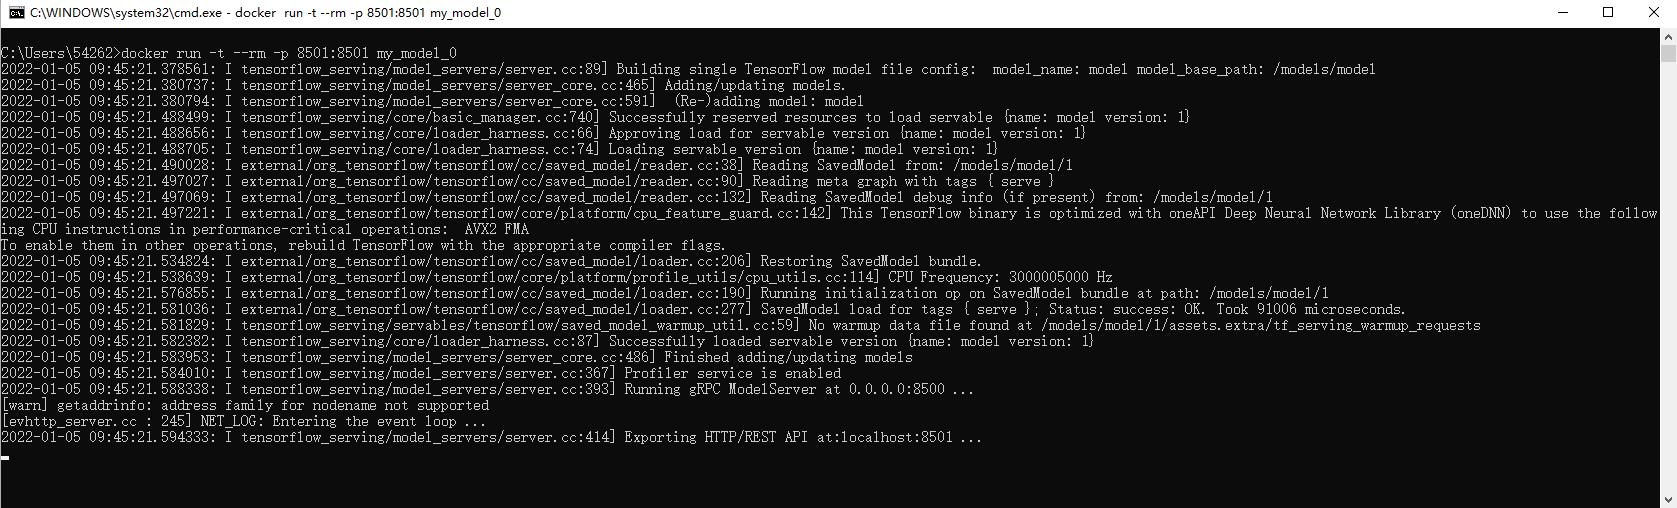 C:\WINDOWS\system32\cmd.exe - docker  run -t --rm -p 8501:8501 my_model_0
C:\Users\54262>docker run -t --rm -p 8501:8501 my_model_0
2022-01-05 09:45:21.378561: I tensorflow_serving/model_servers/server.cc:89] Building single TensorFlow model file config:  model_name: model model_base_path: /models/model
2022-01-05 09:45:21.380737: I tensorflow_serving/model_servers/server_core.cc:465] Adding/updating models.
2022-01-05 09:45:21.380794: I tensorflow_serving/model_servers/server_core.cc:591]  (Re-)adding model: model
2022-01-05 09:45:21.488499: I tensorflow_serving/core/basic_manager.cc:740] Successfully reserved resources to load servable {name: model version: 1}
2022-01-05 09:45:21.488656: I tensorflow_serving/core/loader_harness.cc:66] Approving load for servable version {name: model version: 1}
2022-01-05 09:45:21.488705: I tensorflow_serving/core/loader_harness.cc:74] Loading servable version {name: model version: 1}
2022-01-05 09:45:21.490028: I external/org_tensorflow/tensorflow/cc/saved_model/reader.cc:38] Reading SavedModel from: /models/model/1
2022-01-05 09:45:21.497027: I external/org_tensorflow/tensorflow/cc/saved_model/reader.cc:90] Reading meta graph with tags { serve }
2022-01-05 09:45:21.497069: I external/org_tensorflow/tensorflow/cc/saved_model/reader.cc:132] Reading SavedModel debug info (if present) from: /models/model/1
2022-01-05 09:45:21.497221: I external/org_tensorflow/tensorflow/core/platform/cpu_feature_guard.cc:142] This TensorFlow binary is optimized with oneAPI Deep Neural Network Library (oneDNN) to use the follow
ing CPU instructions in performance-critical operations:  AVX2 FMA
To enable them in other operations, rebuild TensorFlow with the appropriate compiler flags.
2022-01-05 09:45:21.534824: I external/org_tensorflow/tensorflow/cc/saved_model/loader.cc:206] Restoring SavedModel bundle.
2022-01-05 09:45:21.538639: I external/org_tensorflow/tensorflow/core/platform/profile_utils/cpu_utils.cc:114] CPU Frequency: 3000005000 Hz
2022-01-05 09:45:21.576855: I external/org_tensorflow/tensorflow/cc/saved_model/loader.cc:190] Running initialization op on SavedModel bundle at path: /models/model/1
2022-01-05 09:45:21.581036: I external/org_tensorflow/tensorflow/cc/saved_model/loader.cc:277] SavedModel load for tags { serve }; Status: success: OK. Took 91006 microseconds.
2022-01-05 09:45:21.581829: I tensorflow_serving/servables/tensorflow/saved_model_warmup_util.cc:59] No warmup data file found at /models/model/1/assets.extra/tf_serving_warmup_requests
2022-01-05 09:45:21.582382: I tensorflow_serving/core/loader_harness.cc:87] Successfully loaded servable version {name: model version: 1}
2022-01-05 09:45:21.583953: I tensorflow_serving/model_servers/server_core.cc:486] Finished adding/updating models
2022-01-05 09:45:21.584010: I tensorflow_serving/model_servers/server.cc:367] Profiler service is enabled
2022-01-05 09:45:21.588338: I tensorflow_serving/model_servers/server.cc:393] Running gRPC ModelServer at 0.0.0.0:8500 ...
[warn] getaddrinfo: address family for nodename not supported
[evhttp_server.cc : 245] NET_LOG: Entering the event loop ...
2022-01-05 09:45:21.594333: I tensorflow_serving/model_servers/server.cc:414] Exporting HTTP/REST API at:localhost:8501 ...